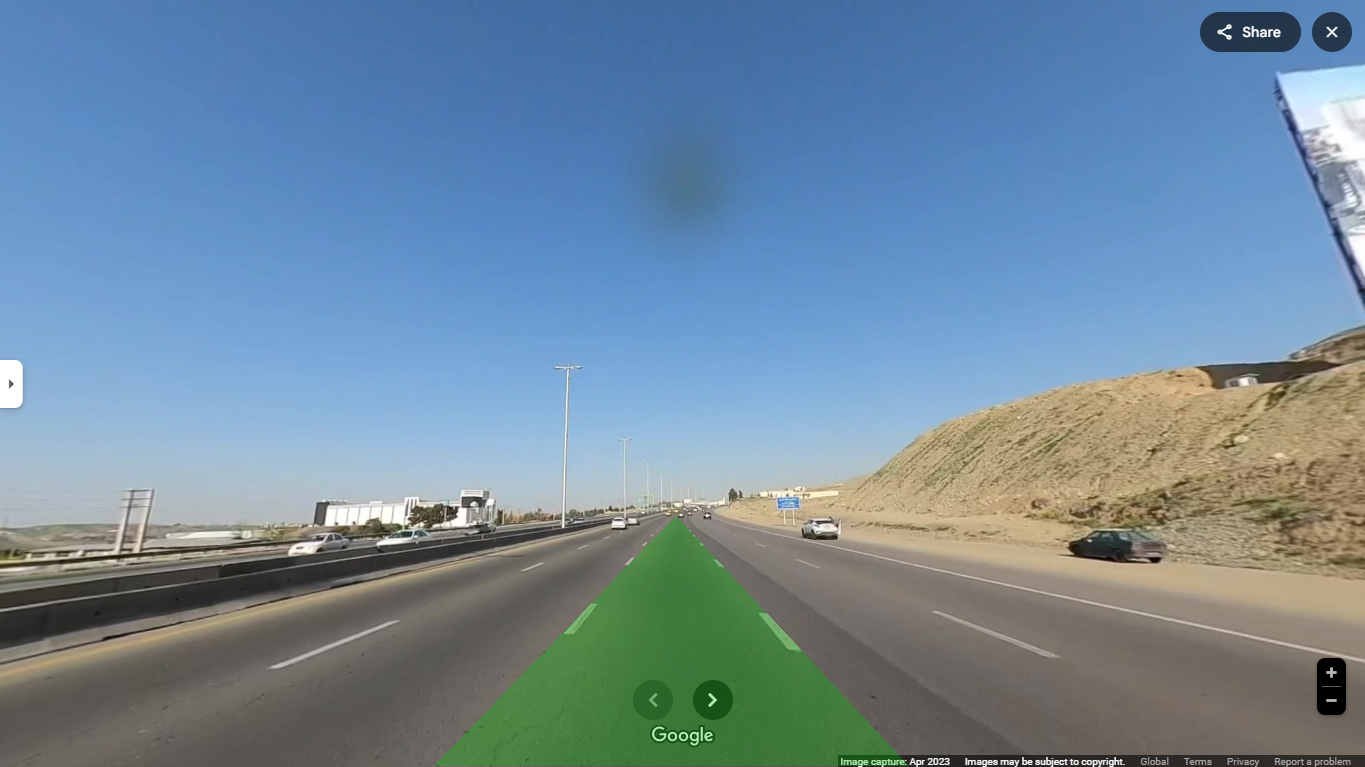 Share
Google
Image capture: Apr 2023 Images may be subject to copyright. Global Terms Privacy Report a problem